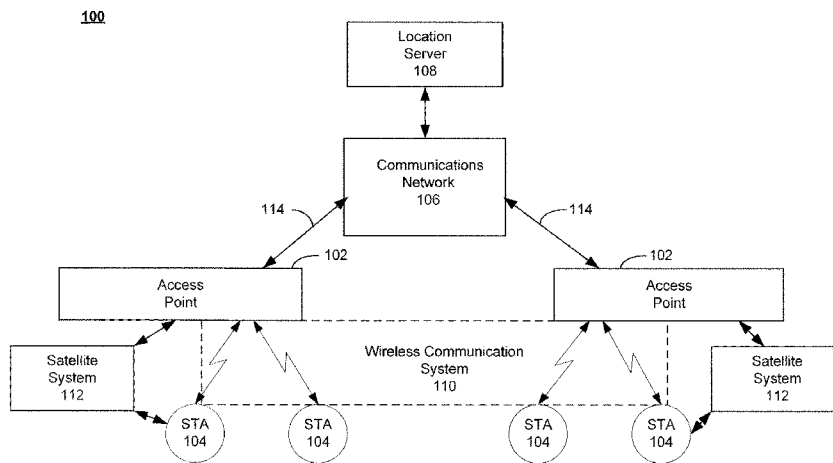 100
Location
Server
108
Communications
Network
106
114
114
102
102
Access
Point
Access
Point
Wireless Communication
System
110
Satellite
System
112
Satellite
System
112
STA
104
STA
104
STA
104
STA
104